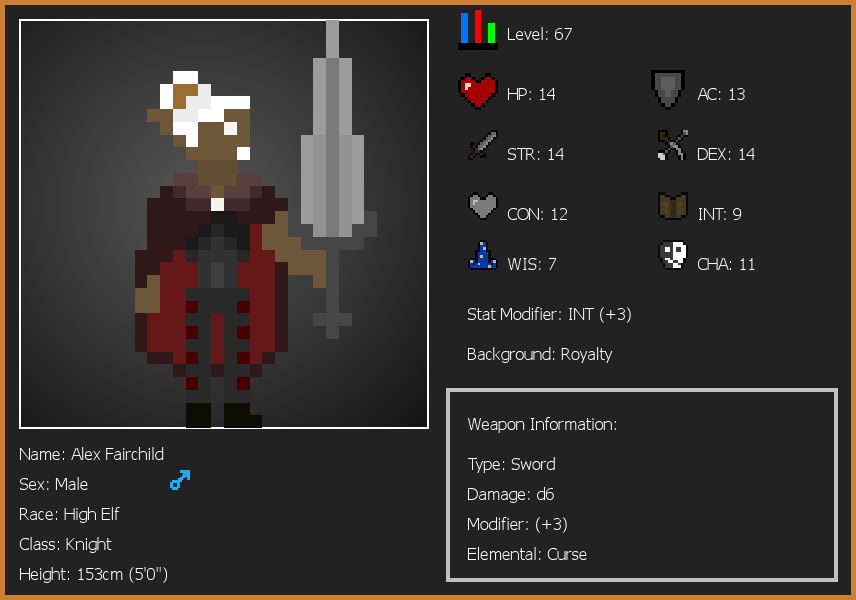 Level: 67
HP: 14
AC: 13
STR: 14
DEX: 14
CON: 12
INT: 9
WIS: 7
CHA: 11
Stat Modifier: INT (+3)
Background: Royalty
Weapon Information:
Type: Sword
Damage: d6
Modifier: (+3)
Elemental: Curse
Name: Alex Fairchild
Sex: Male
Race: High Elf
Class: Knight
Height: 153cm (5'0")